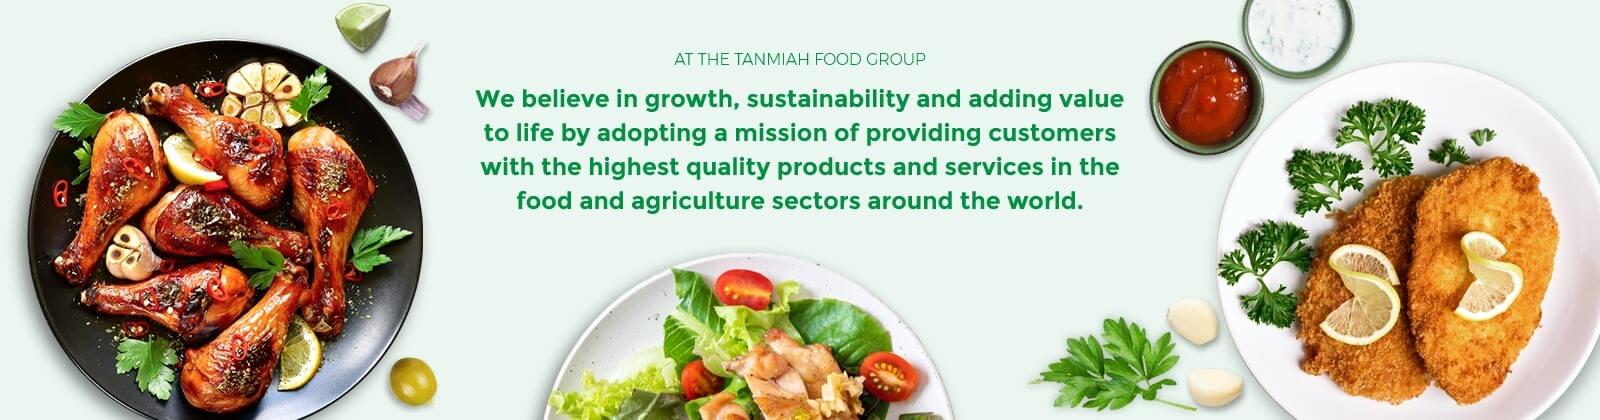 AT THE TANMIAH FOOD GROUP
We believe in growth, sustainability and adding value
to life by adopting a mission of providing customers
with the highest quality products and services in the
food and agriculture sectors around the world.